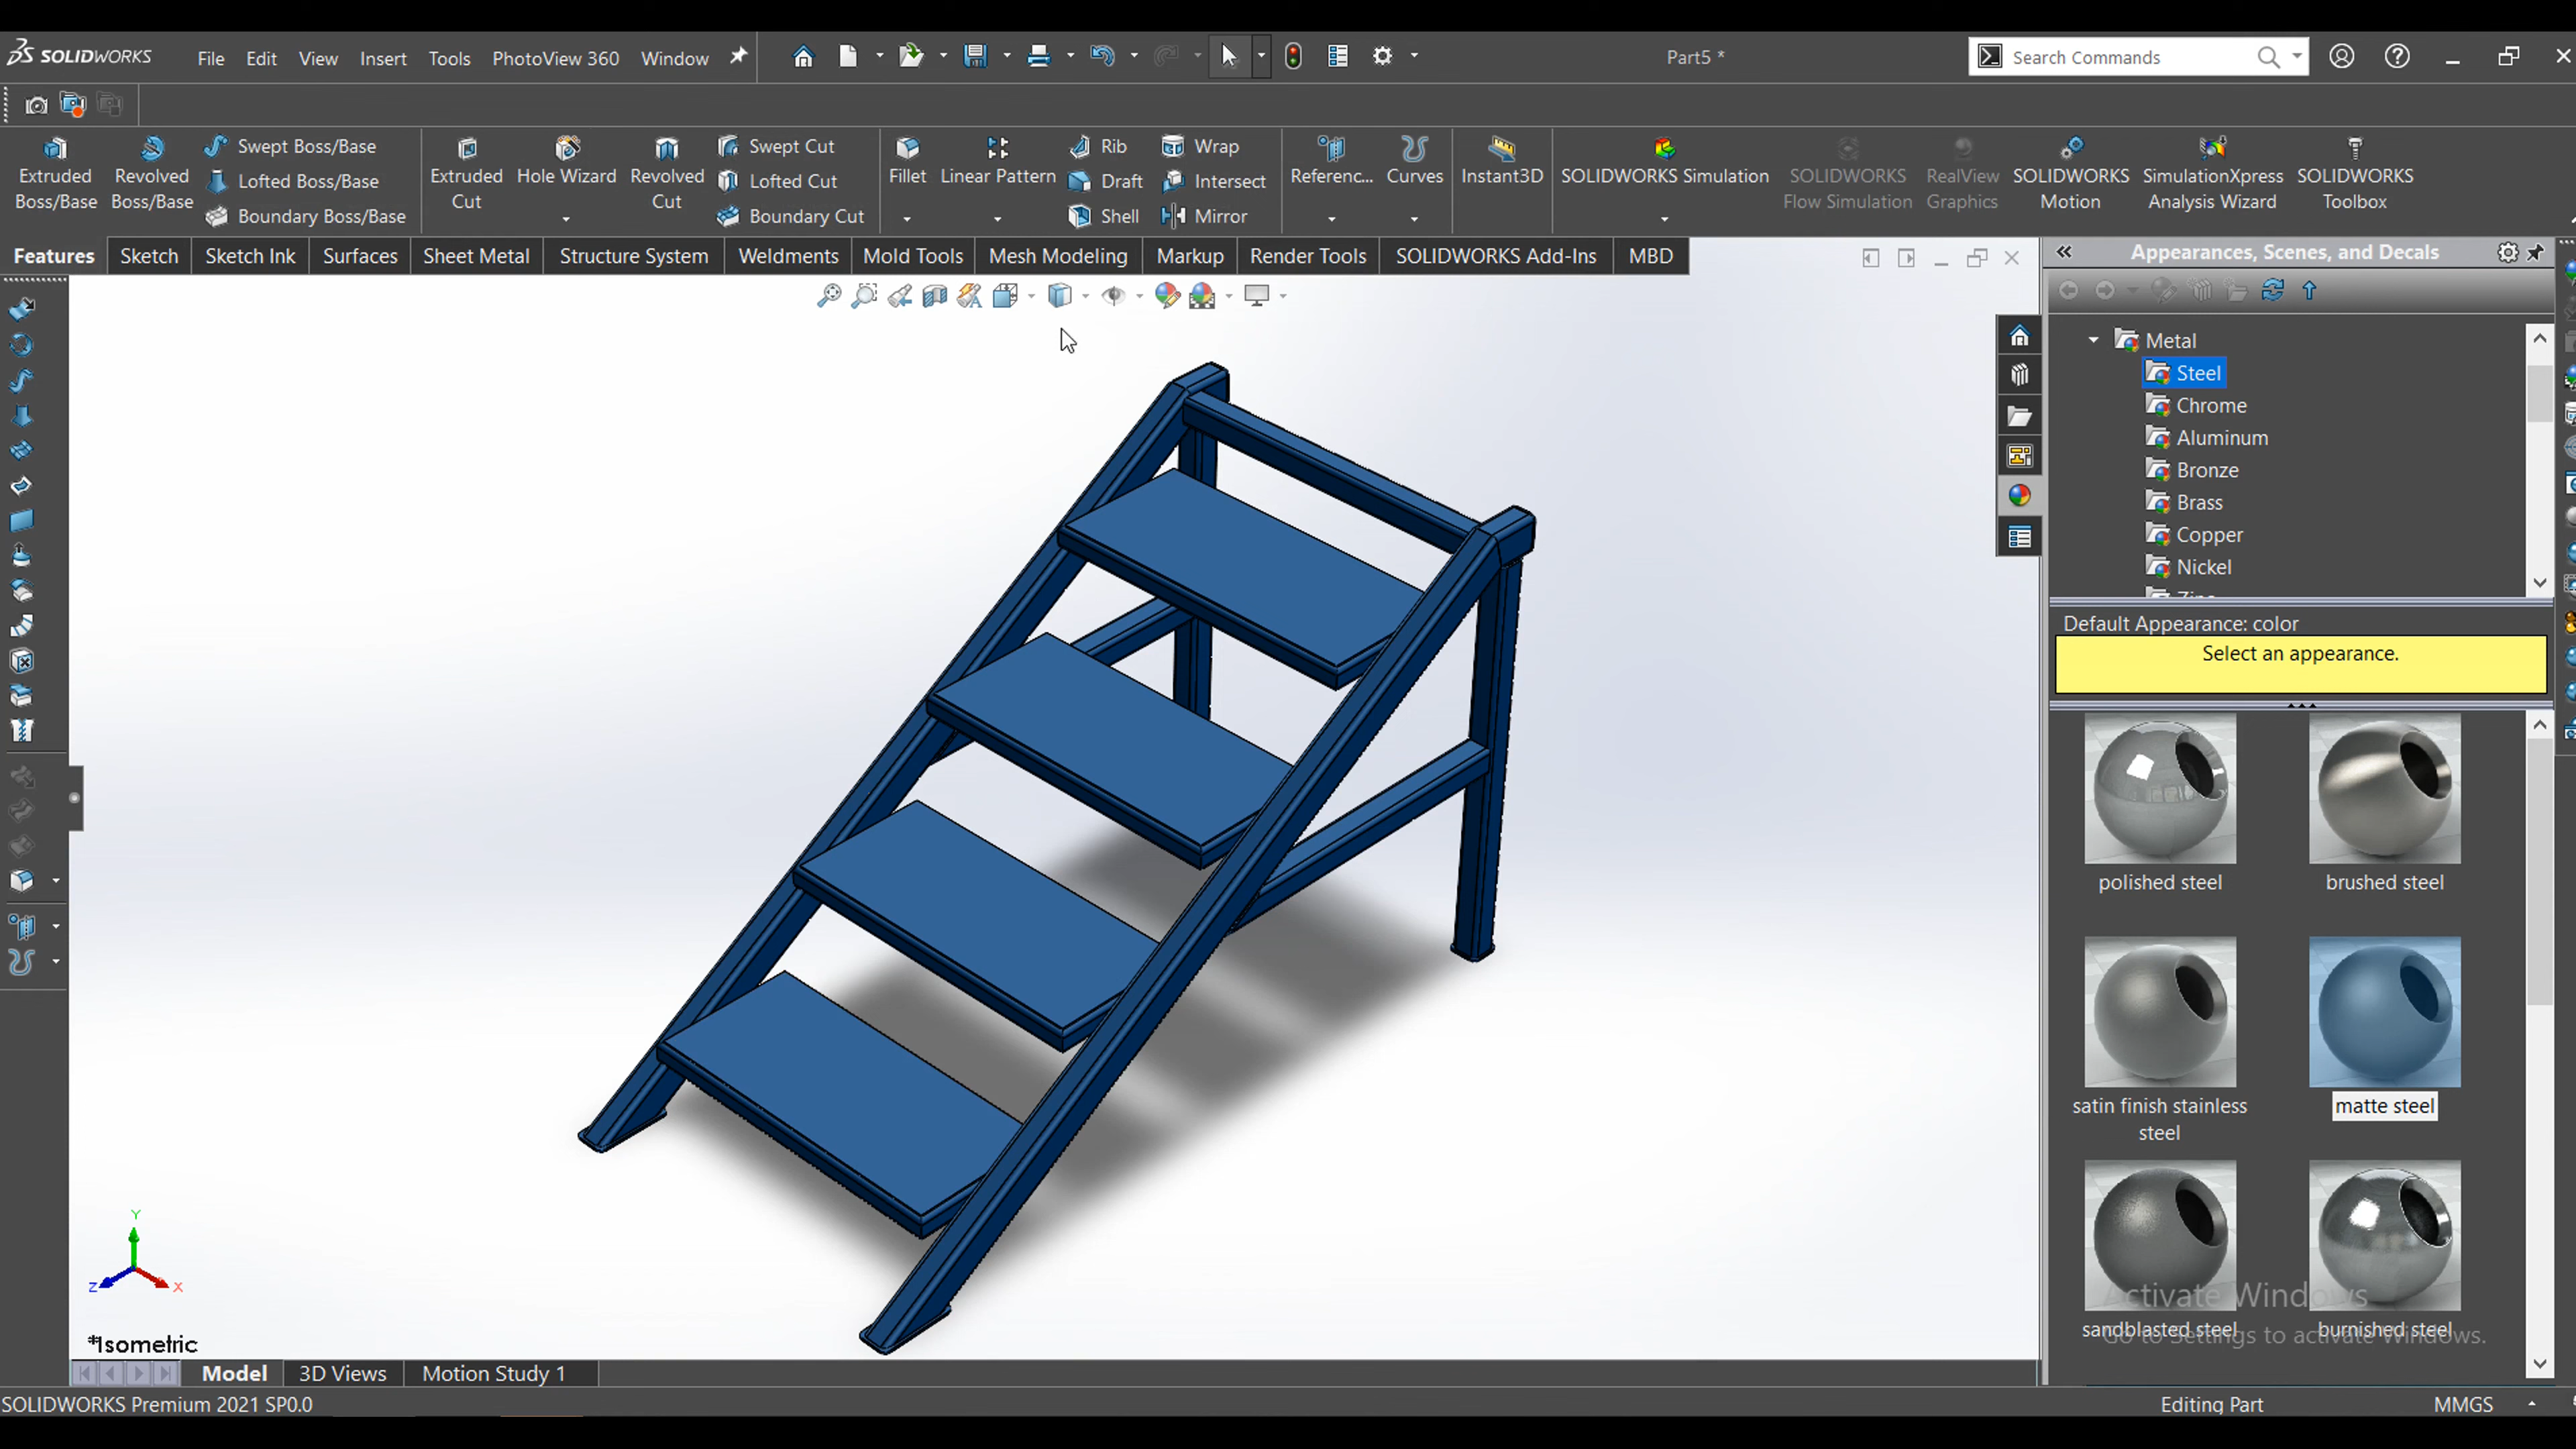 SOLIDWORKS File Edit View Insert Tools PhotoView 360 Window Part5 * Search Commands
Extruded Boss/Base
Revolved Boss/Base
Swept Boss/Base
Lofted Boss/Base
Boundary Boss/Base
Extruded Cut
Hole Wizard
Revolved Cut
Swept Cut
Lofted Cut
Boundary Cut
Fillet
Linear Pattern
Rib
Draft
Shell
Wrap
Intersect
Mirror
Referenc...
Curves
Instant3D
SOLIDWORKS Simulation
SOLIDWORKS Flow Simulation
RealView Graphics
SOLIDWORKS Motion
SimulationXpress Analysis Wizard
SOLIDWORKS Toolbox
Features Sketch Sketch Ink Surfaces Sheet Metal Structure System Weldments Mold Tools Mesh Modeling Markup Render Tools SOLIDWORKS Add-Ins MBD
Appearances, Scenes, and Decals
Metal
Steel
Chrome
Aluminum
Bronze
Brass
Copper
Nickel
Default Appearance: color
Select an appearance.
polished steel
brushed steel
satin finish stainless steel
matte steel
sandblasted steel
burnished steel
Activate Windows
Go to Settings to activate Windows.
Y
Z
X
*Isometric
Model 3D Views Motion Study 1
SOLIDWORKS Premium 2021 SP0.0 Editing Part MMGS